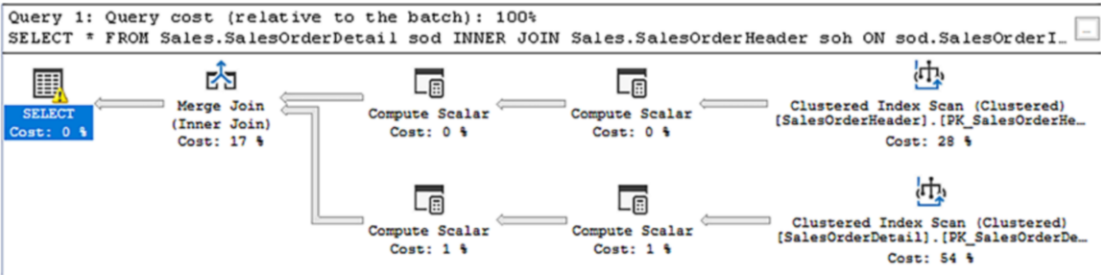 Query 1: Query cost (relative to the batch): 100%
SELECT * FROM Sales.SalesOrderDetail sod INNER JOIN Sales.SalesOrderHeader soh ON sod.SalesOrderI…
SELECT
Cost: 0 %
Merge Join
(Inner Join)
Cost: 17 %
Compute Scalar
Cost: 0 %
Compute Scalar
Cost: 0 %
Clustered Index Scan (Clustered)
[SalesOrderHeader].[PK_SalesOrderHe…
Cost: 28 %
Compute Scalar
Cost: 1 %
Compute Scalar
Cost: 1 %
Clustered Index Scan (Clustered)
[SalesOrderDetail].[PK_SalesOrderDe…
Cost: 54 %